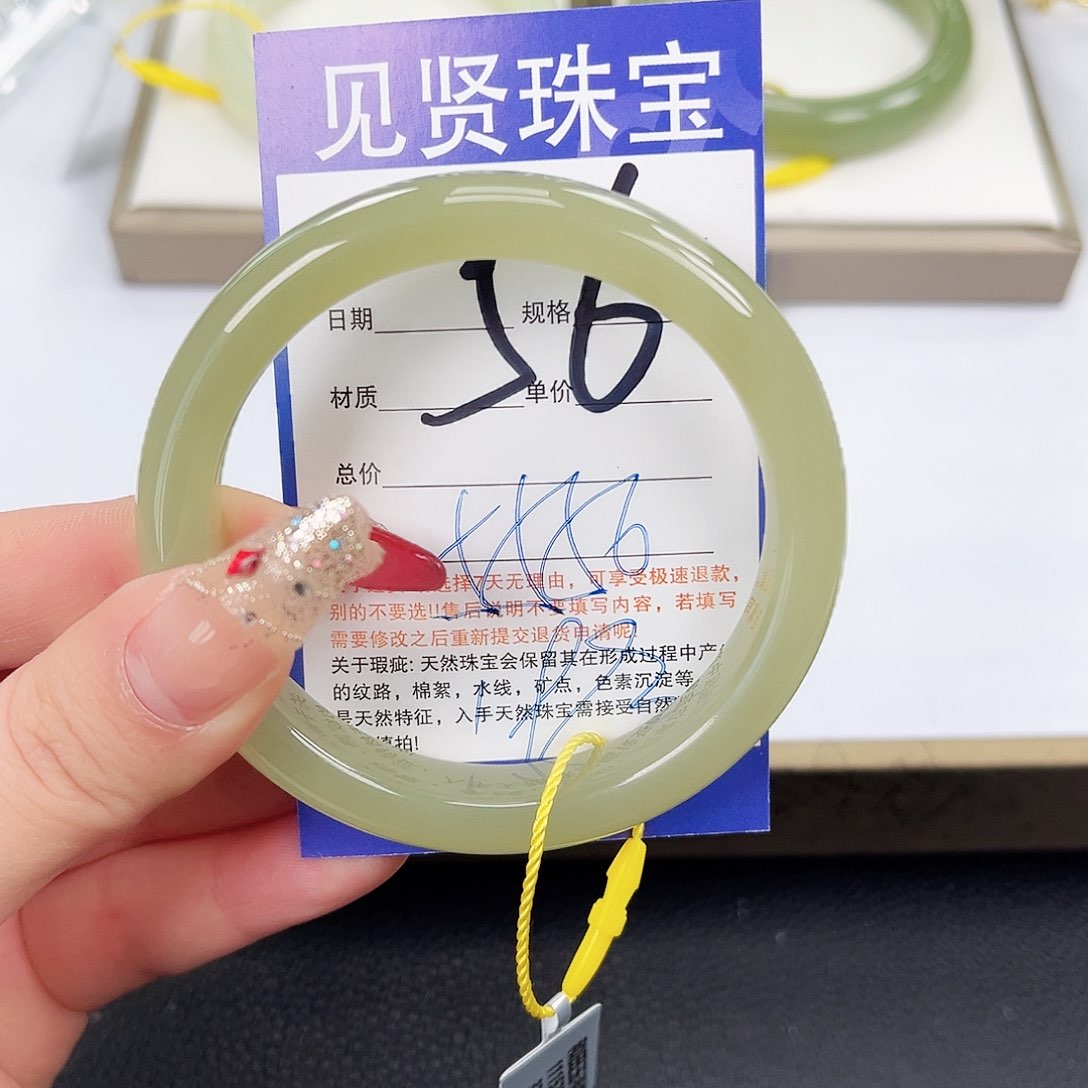 见贤珠宝
56
日期 规格
材质 单价
总价
选择7天无理由，可享受极速退款，
别的不要选!!售后说明不要填写内容，若填写
需要修改之后重新提交退货申请呢
关于瑕疵: 天然珠宝会保留其在形成过程中产
的纹路，棉絮，水线，矿点，色素沉淀等
是天然特征，入手天然珠宝需接受自然
慎拍!